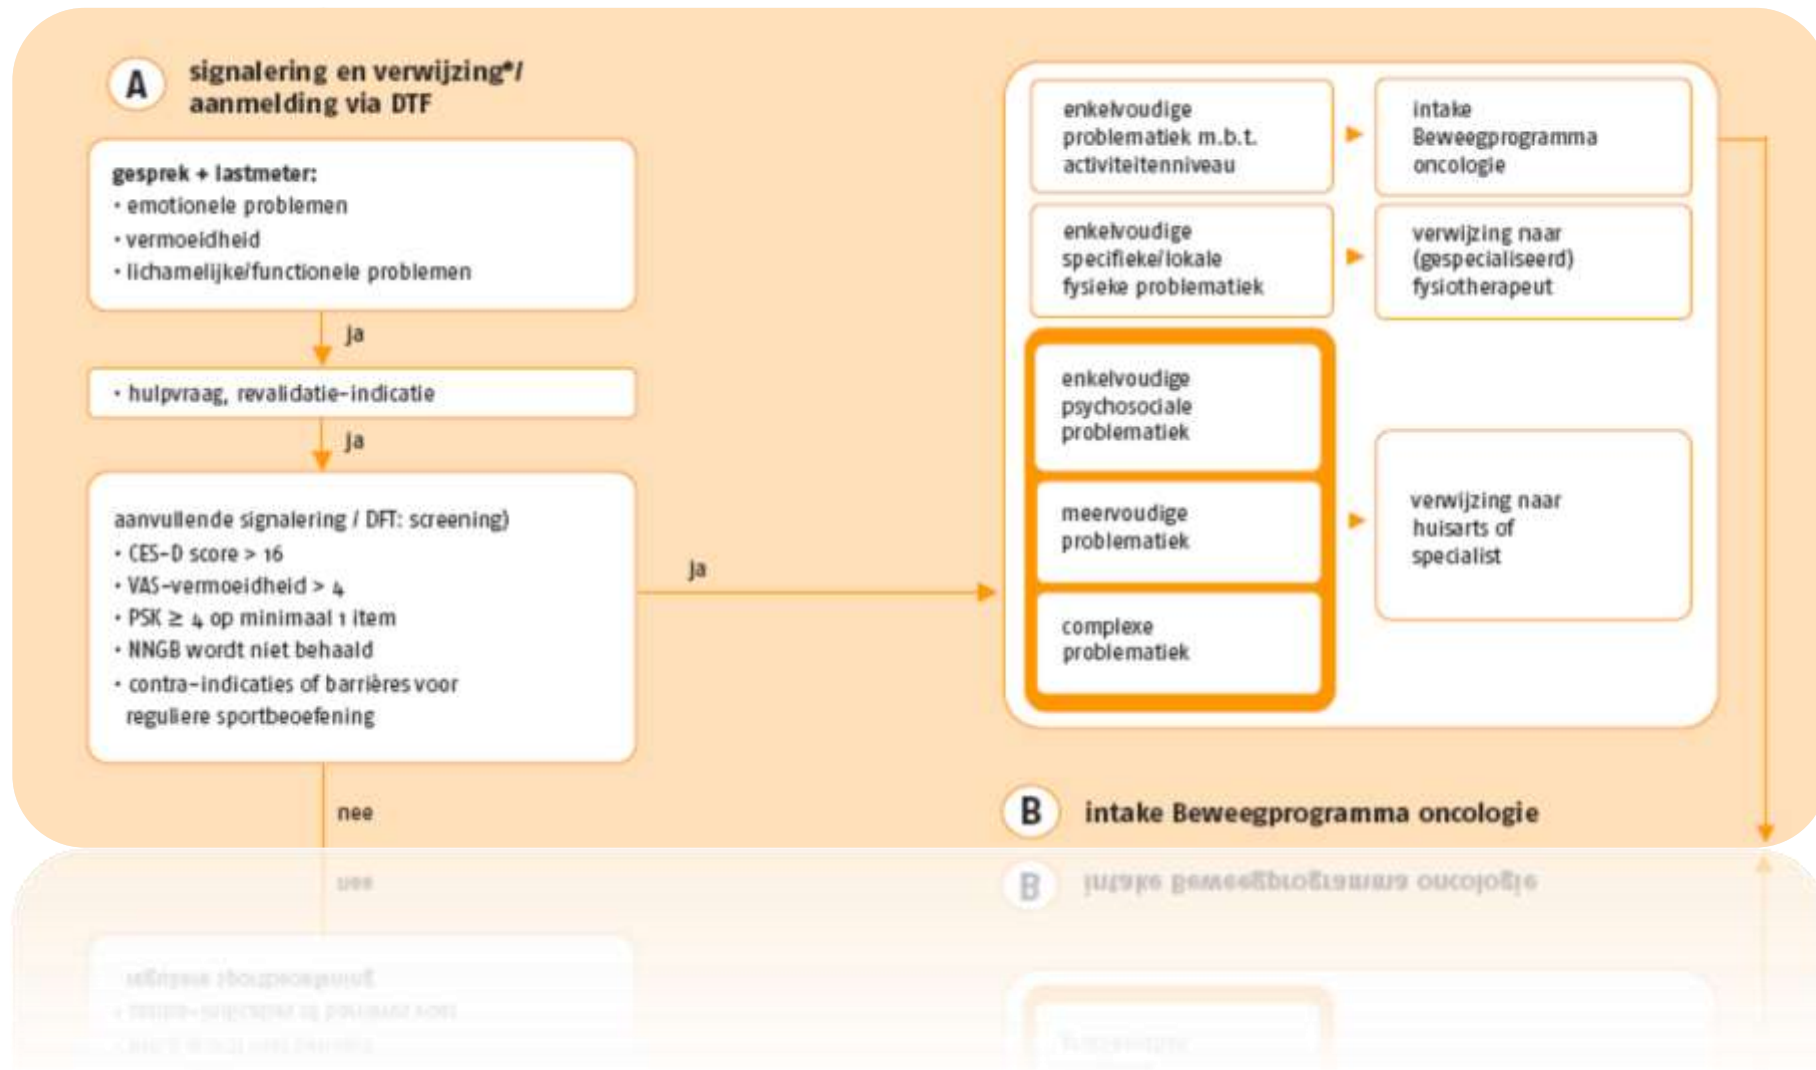 A
signalering en verwijzing*/
aanmelding via DTF
gesprek + lastmeter:
• emotionele problemen
• vermoeidheid
• lichamelijke/functionele problemen
ja
• hulpvraag, revalidatie-indicatie
ja
aanvullende signalering / DFT: screening)
• CES-D score > 16
• VAS-vermoeidheid > 4
• PSK ≥ 4 op minimaal 1 item
• NNGB wordt niet behaald
• contra-indicaties of barrières voor
reguliere sportbeoefening
ja
nee
enkelvoudige
problematiek m.b.t.
activiteitenniveau
intake
Beweegprogramma
oncologie
enkelvoudige
specifieke/lokale
fysieke problematiek
verwijzing naar
(gespecialiseerd)
fysiotherapeut
enkelvoudige
psychosociale
problematiek
meervoudige
problematiek
complexe
problematiek
verwijzing naar
huisarts of
specialist
B
intake Beweegprogramma oncologie